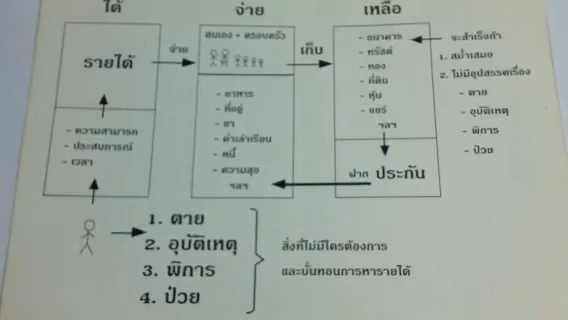 ได้
จ่าย
เหลือ
รายได้
จ่าย
ตนเอง + ครอบครัว
เก็บ
- ธนาคาร
- ทรัสต์
- ทอง
- ที่ดิน
- หุ้น
- แชร์
ฯลฯ
จะสำเร็จถ้า
1. สม่ำเสมอ
2. ไม่มีอุปสรรคเรื่อง
- ตาย
- อุบัติเหตุ
- พิการ
- ป่วย
- ความสามารถ
- ประสบการณ์
- เวลา
- อาหาร
- ที่อยู่
- ยา
- ค่าเล่าเรียน
- หนี้
- ความสุข
ฯลฯ
ฝาก ประกัน
1. ตาย
2. อุบัติเหตุ
3. พิการ
4. ป่วย
สิ่งที่ไม่มีใครต้องการ
และบั่นทอนการหารายได้